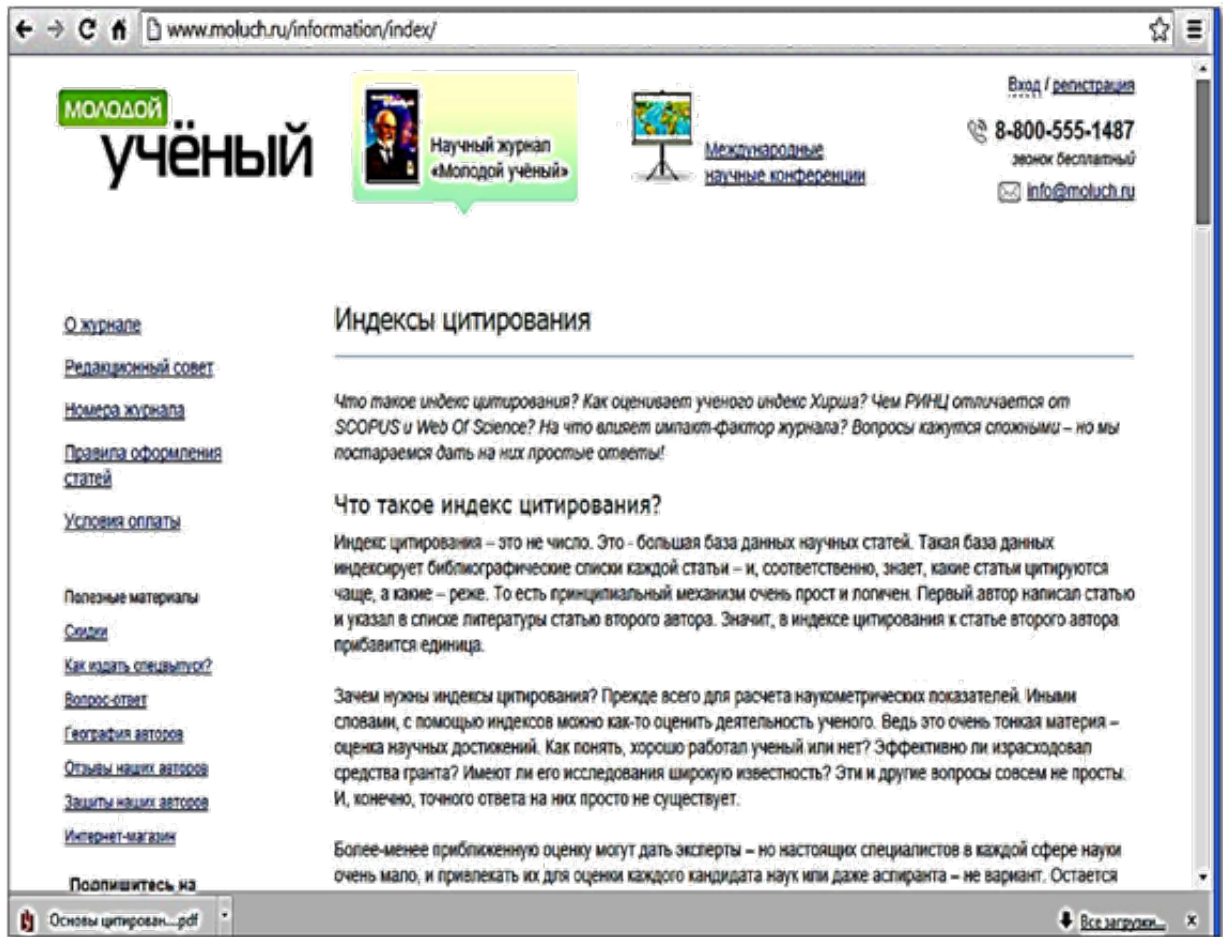 www.moluch.ru/information/index/
молодой
учёный
Научный журнал
«Молодой учёный»
Международные
научные конференции
Вход / регистрация
8-800-555-1487
звонок бесплатный
info@moluch.ru
О журнале
Редакционный совет
Номера журнала
Правила оформления
статей
Условия оплаты
Полезные материалы
Скидки
Как издать спецвыпуск?
Вопрос-ответ
География авторов
Отзывы наших авторов
Защиты наших авторов
Интернет-магазин
Подпишитесь на
Индексы цитирования
Что такое индекс цитирования? Как оценивает ученого индекс Хирша? Чем РИНЦ отличается от
SCOPUS и Web Of Science? На что влияет импакт-фактор журнала? Вопросы кажутся сложными – но мы
постараемся дать на них простые ответы!
Что такое индекс цитирования?
Индекс цитирования – это не число. Это - большая база данных научных статей. Такая база данных
индексирует библиографические списки каждой статьи – и, соответственно, знает, какие статьи цитируются
чаще, а какие – реже. То есть принципиальный механизм очень прост и логичен. Первый автор написал статью
и указал в списке литературы статью второго автора. Значит, в индексе цитирования к статье второго автора
прибавится единица.
Зачем нужны индексы цитирования? Прежде всего для расчета наукометрических показателей. Иными
словами, с помощью индексов можно как-то оценить деятельность ученого. Ведь это очень тонкая материя –
оценка научных достижений. Как понять, хорошо работал ученый или нет? Эффективно ли израсходовал
средства гранта? Имеют ли его исследования широкую известность? Эти и другие вопросы совсем не просты.
И, конечно, точного ответа на них просто не существует.
Более-менее приближенную оценку могут дать эксперты – но настоящих специалистов в каждой сфере науки
очень мало, и привлекать их для оценки каждого кандидата наук или даже аспиранта – не вариант. Остается
Основы цитирован....pdf
Все загрузки...